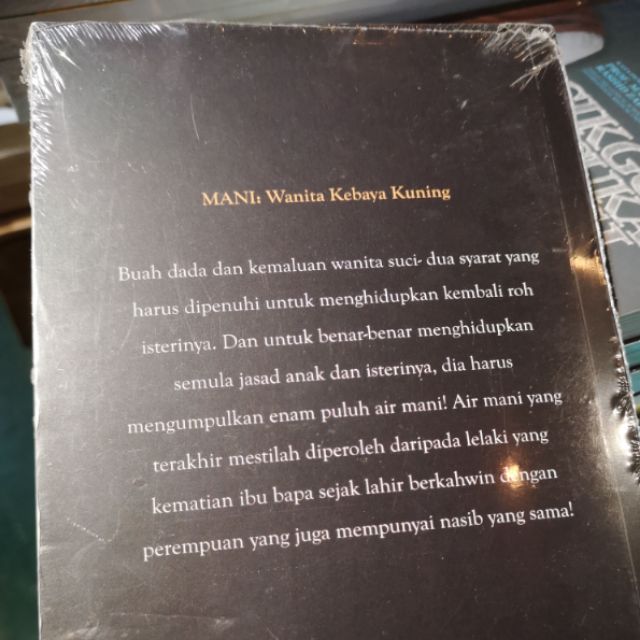 MANI: Wanita Kebaya Kuning
Buah dada dan kemaluan wanita suci- dua syarat yang
harus dipenuhi untuk menghidupkan kembali roh
isterinya. Dan untuk benar-benar menghidupkan
semula jasad anak dan isterinya, dia harus
mengumpulkan enam puluh air mani! Air mani yang
terakhir mestilah diperoleh daripada lelaki yang
kematian ibu bapa sejak lahir berkahwin dengan
perempuan yang juga mempunyai nasib yang sama!